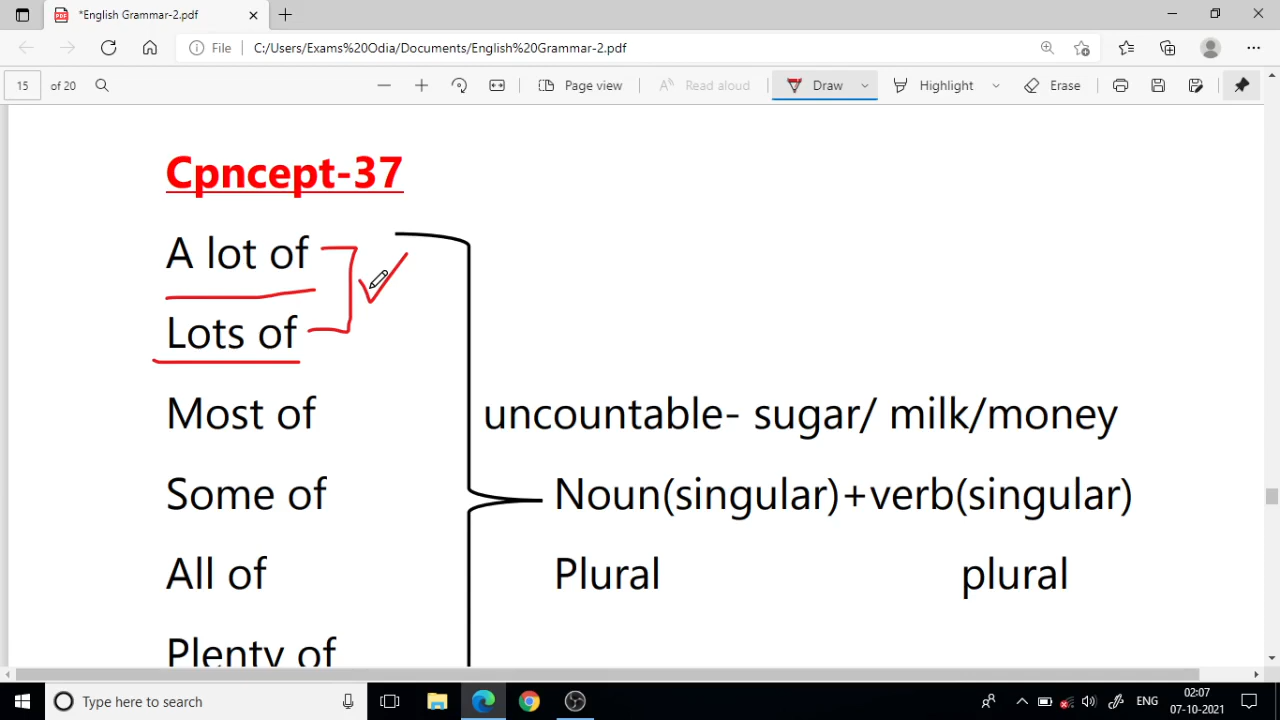 *English Grammar-2.pdf
File C:/Users/Exams%20Odia/Documents/English%20Grammar-2.pdf
15 of 20 Page view Read aloud Draw Highlight Erase
Cpncept-37
A lot of
Lots of
Most of uncountable- sugar/ milk/money
Some of Noun(singular)+verb(singular)
All of Plural plural
Plenty of
Type here to search ENG 02:07
07-10-2021